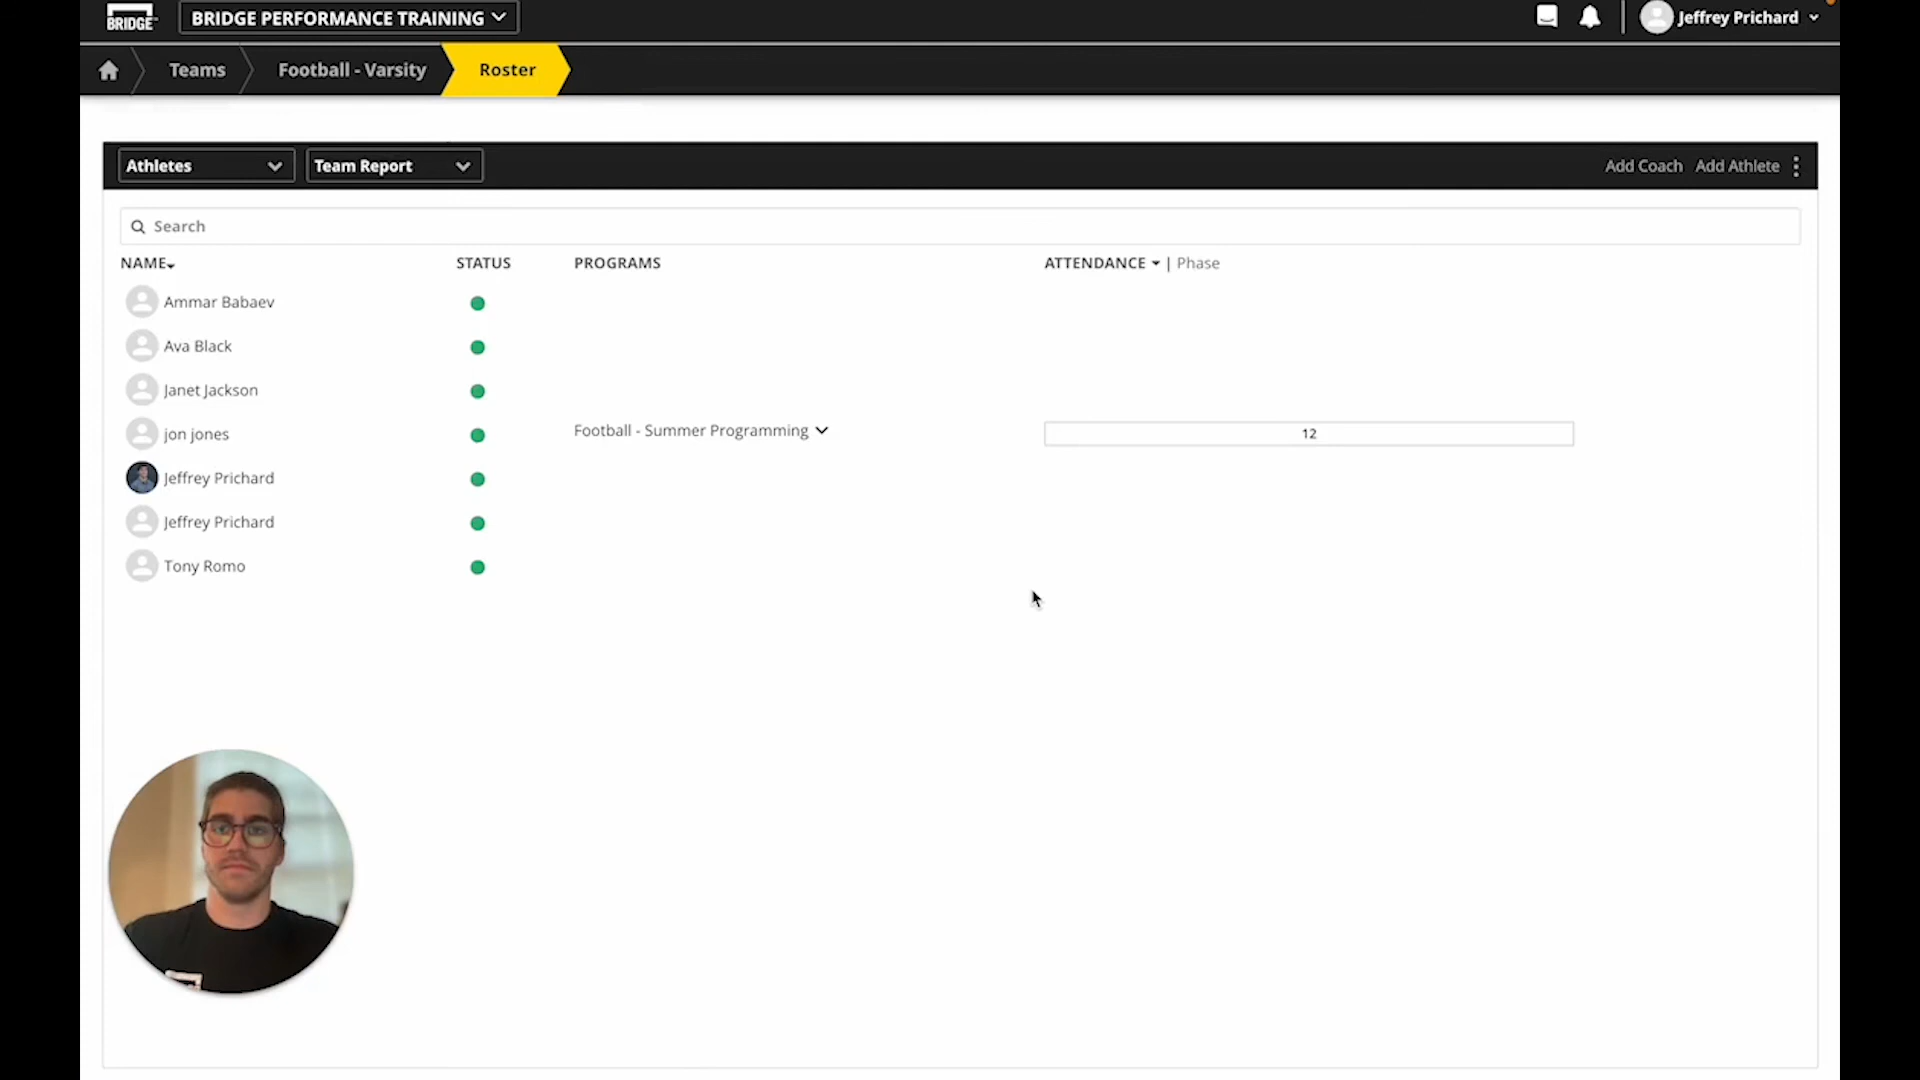 BRIDGE
BRIDGE PERFORMANCE TRAINING
Jeffrey Prichard
Teams
Football - Varsity
Roster
Athletes
Team Report
Add Coach
Add Athlete
Search
NAME
STATUS
PROGRAMS
ATTENDANCE | Phase
Ammar Babaev
Ava Black
Janet Jackson
jon jones
Football - Summer Programming
12
Jeffrey Prichard
Jeffrey Prichard
Tony Romo